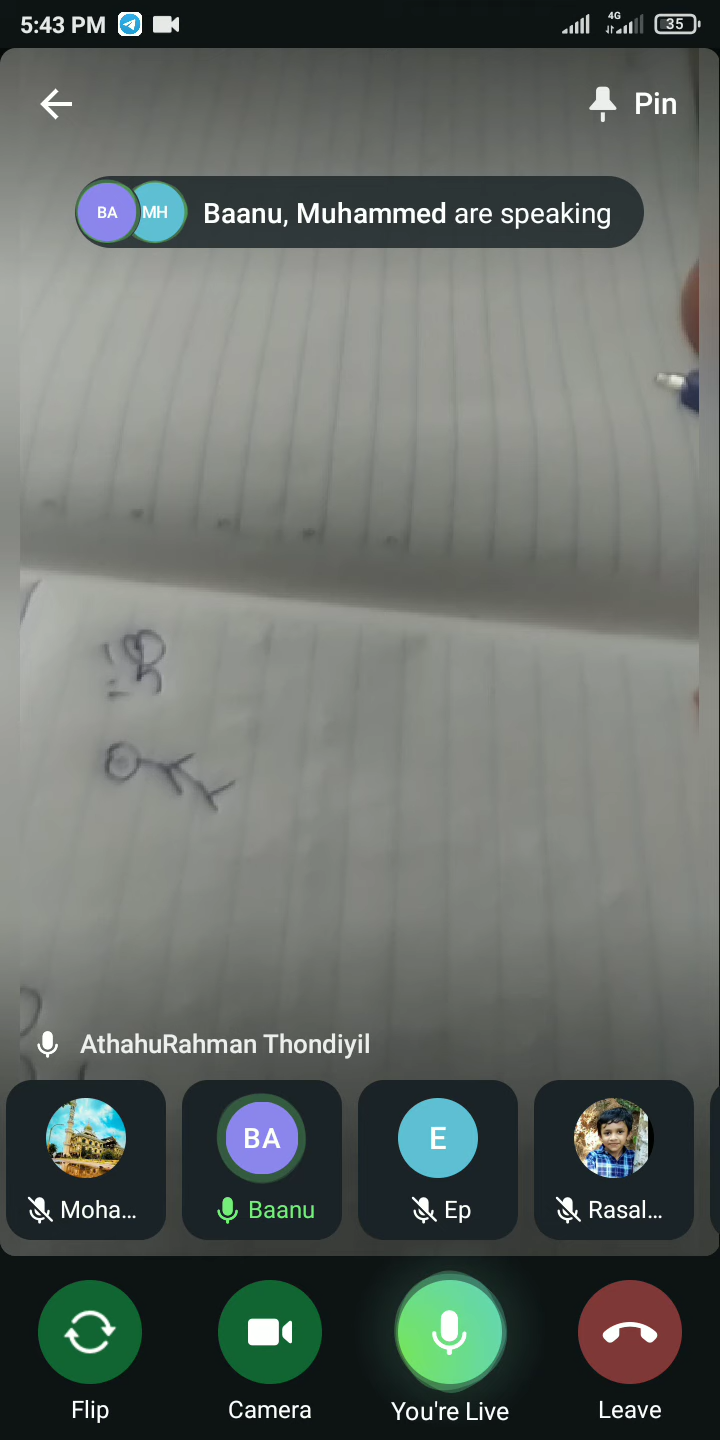 5:43 PM
4G
35
Pin
BA
MH
Baanu, Muhammed are speaking
AthahuRahman Thondiyil
Moha...
BA
Baanu
E
Ep
Rasal...
Flip
Camera
You're Live
Leave